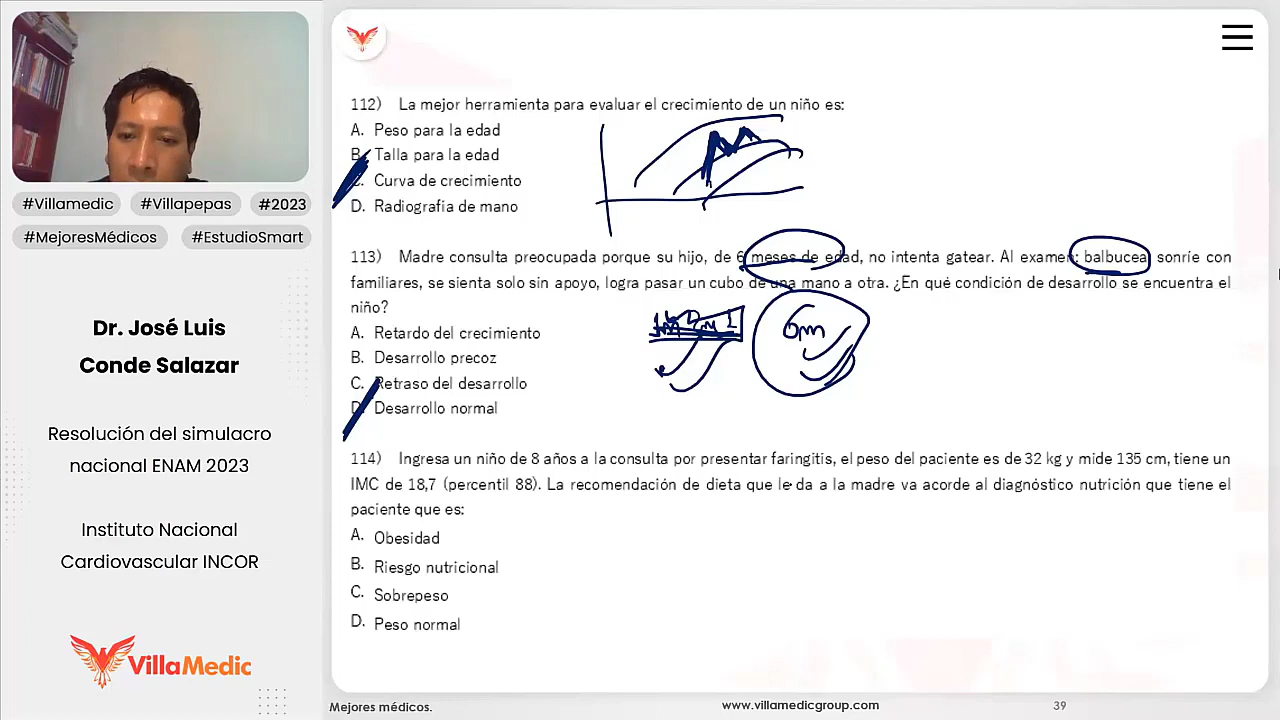 #Villamedic #Villapepas #2023
#MejoresMédicos #EstudioSmart
Dr. José Luis
Conde Salazar
Resolución del simulacro
nacional ENAM 2023
Instituto Nacional
Cardiovascular INCOR
VillaMedic
112) La mejor herramienta para evaluar el crecimiento de un niño es:
A. Peso para la edad
B. Talla para la edad
C. Curva de crecimiento
D. Radiografia de mano
113) Madre consulta preocupada porque su hijo, de 6 meses de edad, no intenta gatear. Al examen: balbucea, sonríe con
familiares, se sienta solo sin apoyo, logra pasar un cubo de una mano a otra. ¿En qué condición de desarrollo se encuentra el
niño?
6m
A. Retardo del crecimiento
B. Desarrollo precoz
C. Retraso del desarrollo
D. Desarrollo normal
114) Ingresa un niño de 8 años a la consulta por presentar faringitis, el peso del paciente es de 32 kg y mide 135 cm, tiene un
IMC de 18,7 (percentil 88). La recomendación de dieta que le da a la madre va acorde al diagnóstico nutrición que tiene el
paciente que es:
A. Obesidad
B. Riesgo nutricional
C. Sobrepeso
D. Peso normal
Mejores médicos. www.villamedicgroup.com 39